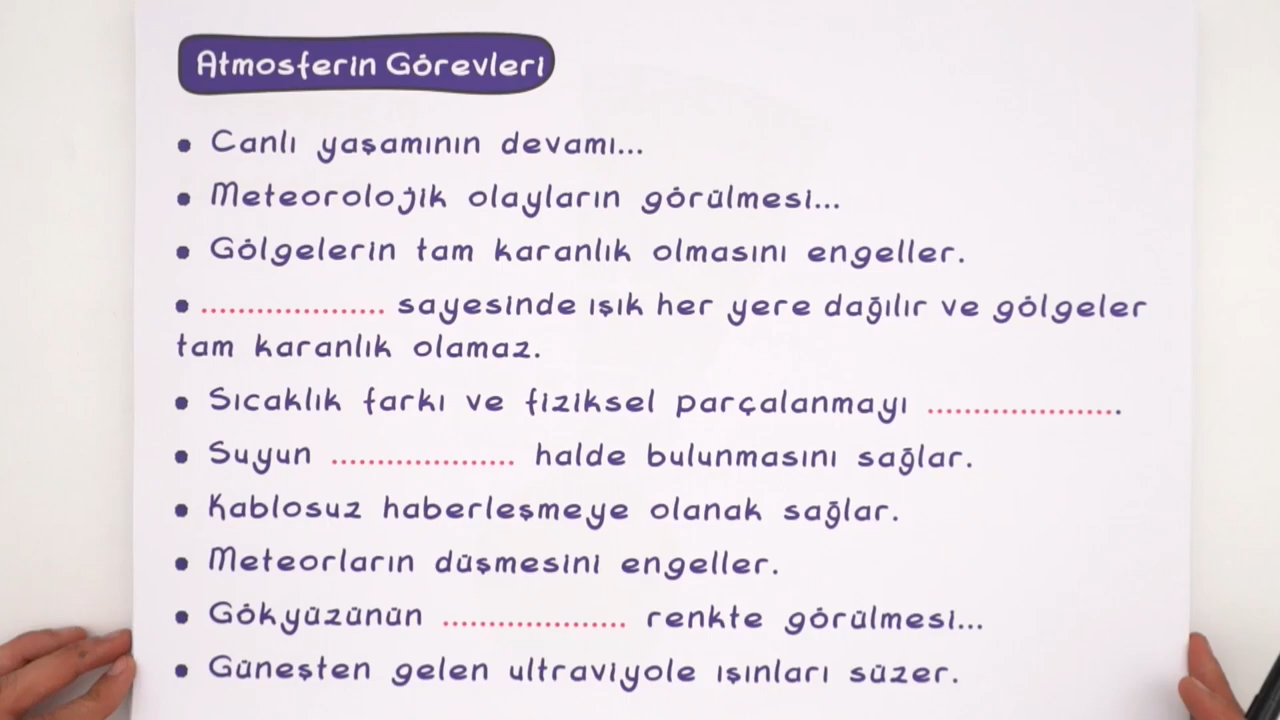 Atmosferin Görevleri
• Canlı yaşamının devamı...
• Meteorolojik olayların görülmesi...
• Gölgelerin tam karanlık olmasını engeller.
• .................... sayesinde ışık her yere dağılır ve gölgeler
tam karanlık olamaz.
• Sıcaklık farkı ve fiziksel parçalanmayı .....................
• Suyun .................... halde bulunmasını sağlar.
• Kablosuz haberleşmeye olanak sağlar.
• Meteorların düşmesini engeller.
• Gökyüzünün .................... renkte görülmesi...
• Güneşten gelen ultraviyole ışınları süzer.